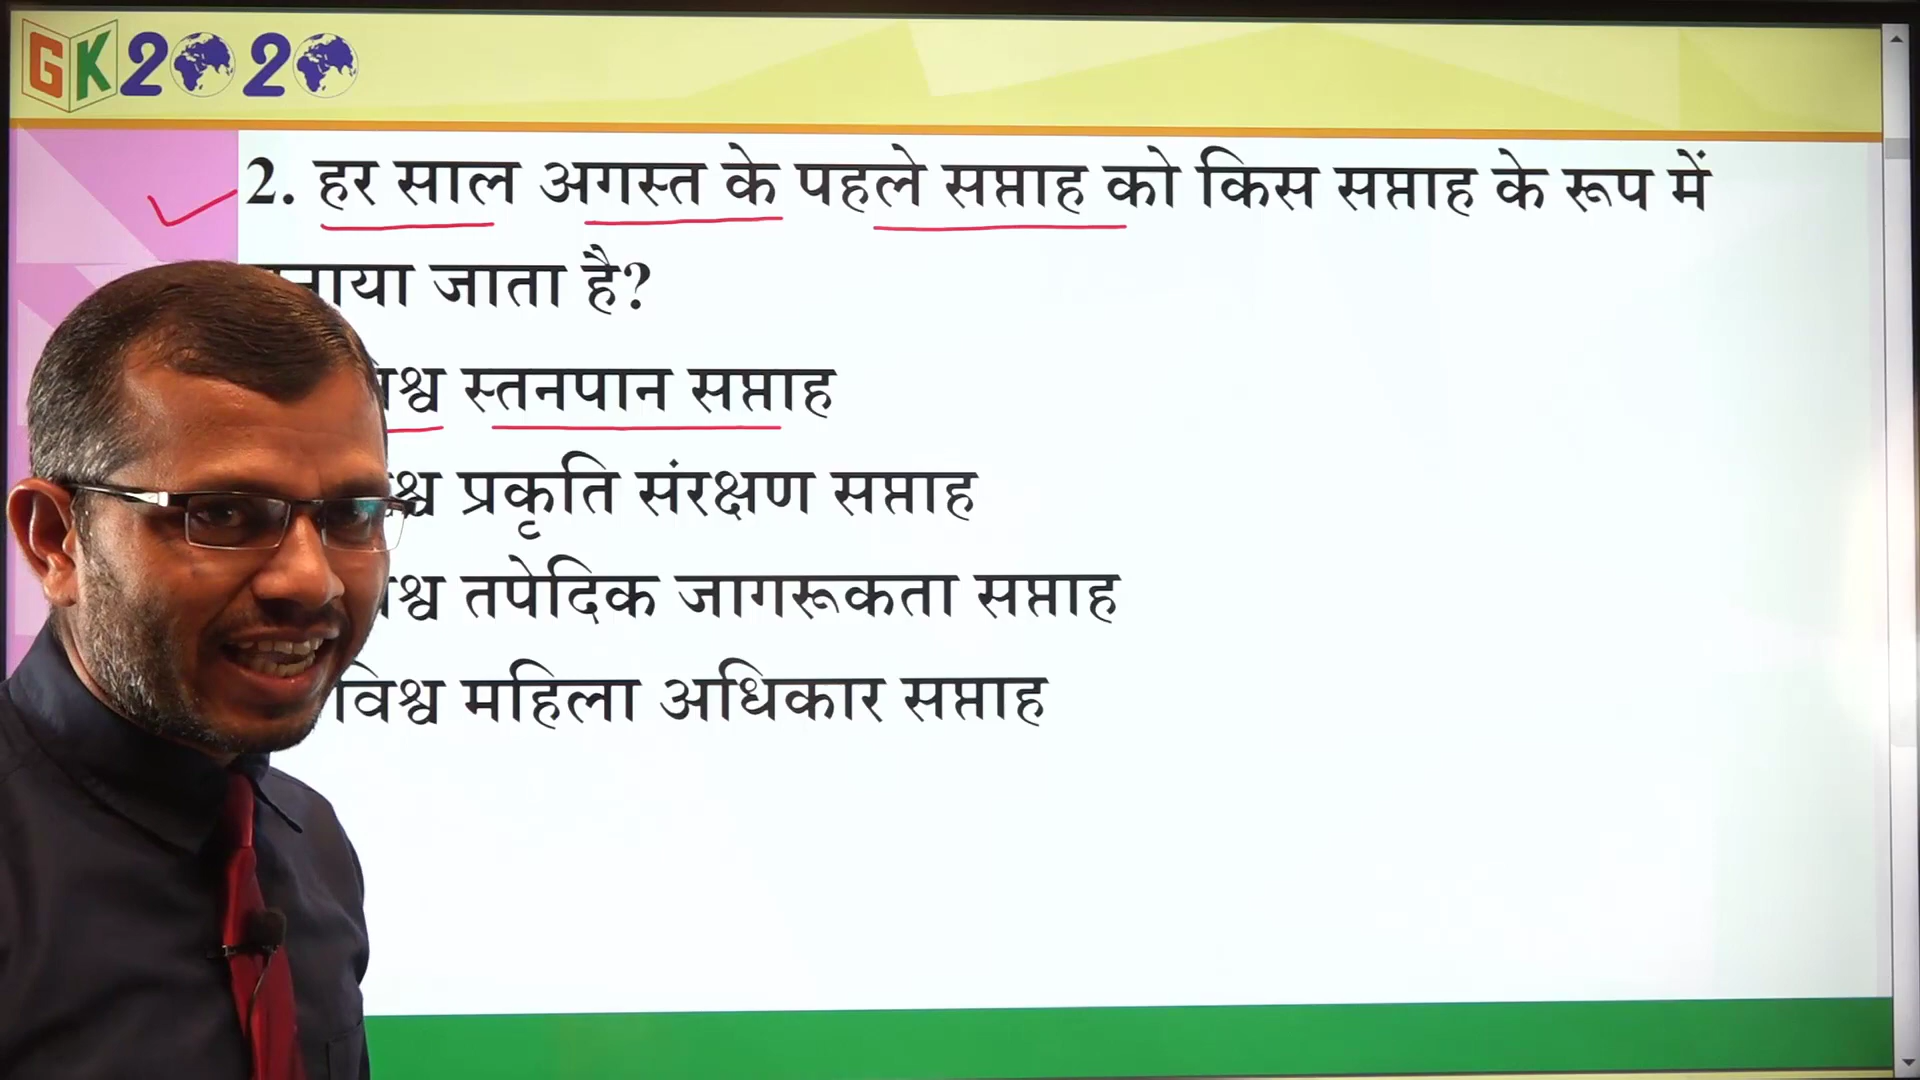 GK2020
2. हर साल अगस्त के पहले सप्ताह को किस सप्ताह के रूप में
जाता है?
स्तनपान सप्ताह
प्रकृति संरक्षण सप्ताह
तपेदिक जागरूकता सप्ताह
विश्व महिला अधिकार सप्ताह